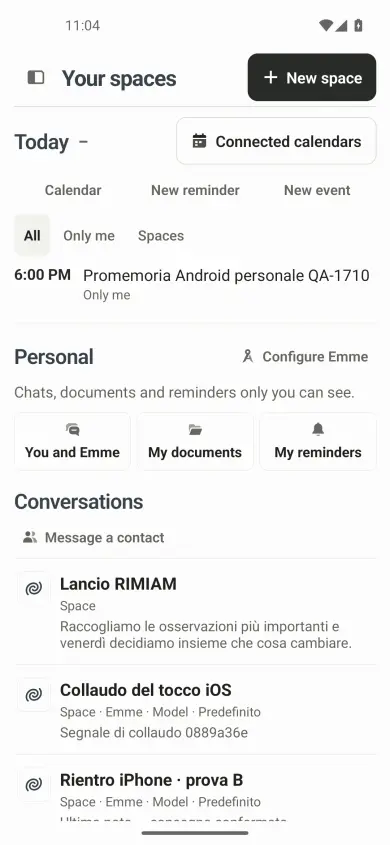 11:04
Your spaces
New space
Today –
Connected calendars
Calendar New reminder New event
All Only me Spaces
6:00 PM Promemoria Android personale QA-1710
Only me
Personal
Configure Emme
Chats, documents and reminders only you can see.
You and Emme My documents My reminders
Conversations
Message a contact
Lancio RIMIAM
Space
Raccogliamo le osservazioni più importanti e
venerdì decidiamo insieme che cosa cambiare.
Collaudo del tocco iOS
Space · Emme · Model · Predefinito
Segnale di collaudo 0889a36e
Rientro iPhone · prova B
Space · Emme · Model · Predefinito